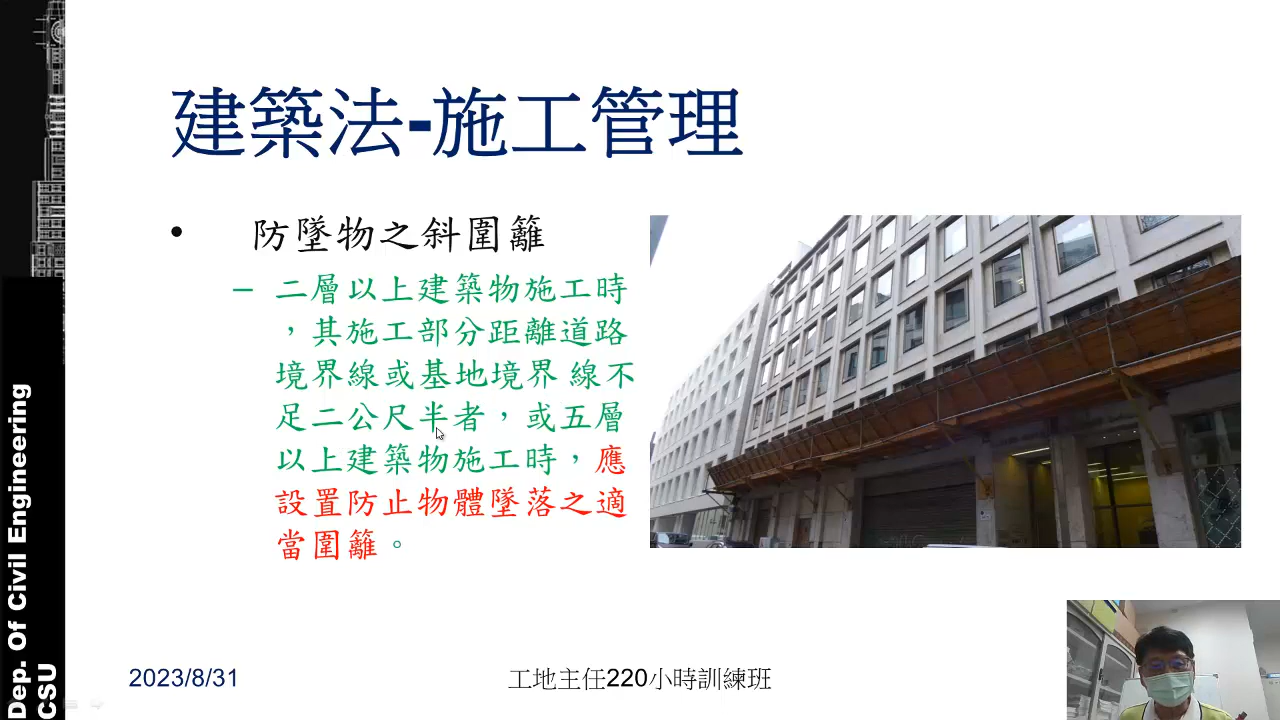 建築法-施工管理
• 防墜物之斜圍籬
– 二層以上建築物施工時
，其施工部分距離道路
境界線或基地境界 線不
足二公尺半者，或五層
以上建築物施工時，應
設置防止物體墜落之適
當圍籬。
Dep. Of Civil Engineering
CSU
2023/8/31
工地主任220小時訓練班